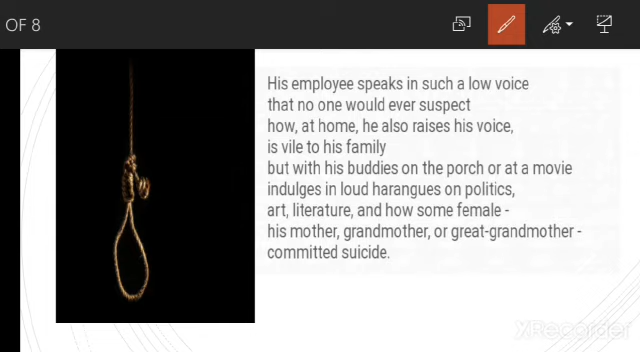 OF 8
His employee speaks in such a low voice
that no one would ever suspect
how, at home, he also raises his voice,
is vile to his family
but with his buddies on the porch or at a movie
indulges in loud harangues on politics,
art, literature, and how some female -
his mother, grandmother, or great-grandmother -
committed suicide.
XRecorder